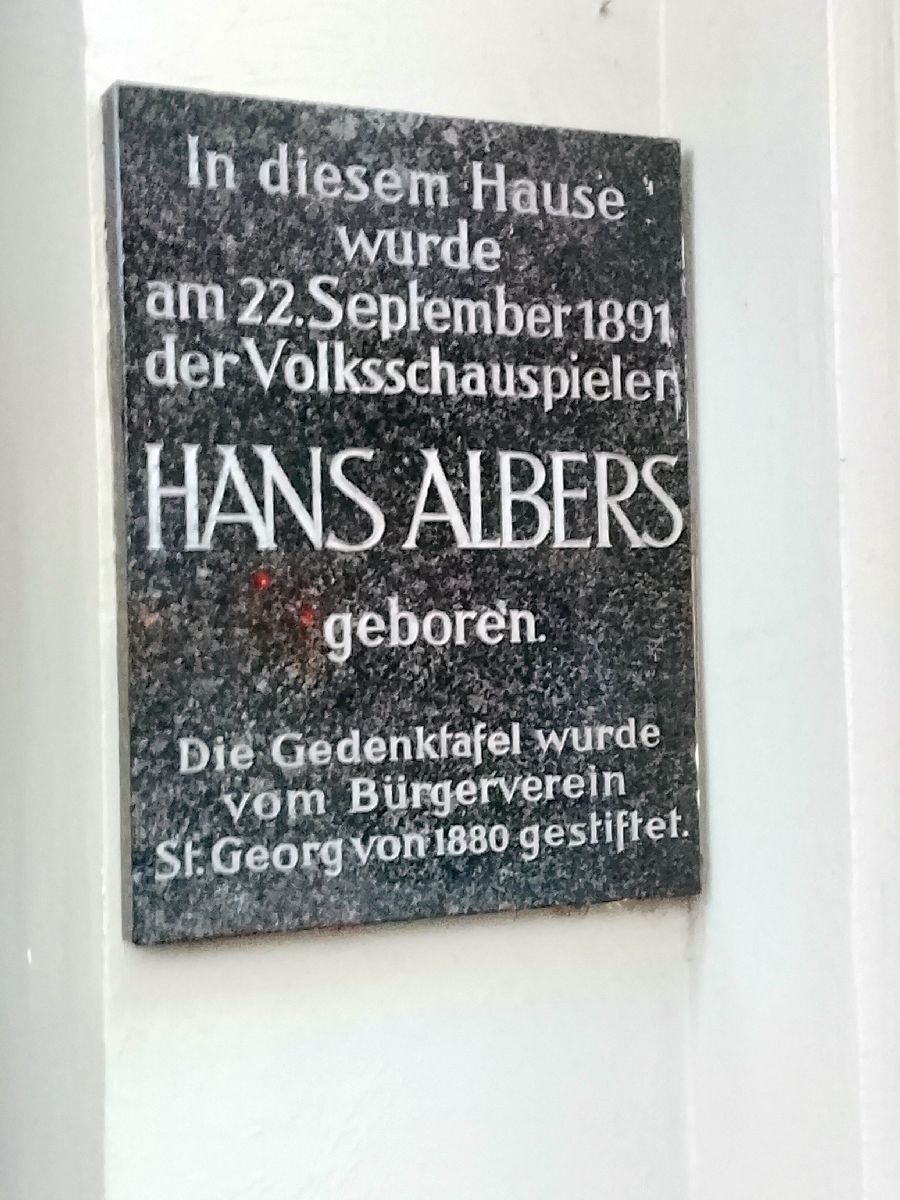 In diesem Hause
wurde
am 22. September 1891
der Volksschauspieler
HANS ALBERS
geboren.
Die Gedenktafel wurde
vom Bürgerverein
St. Georg von 1880 gestiftet.